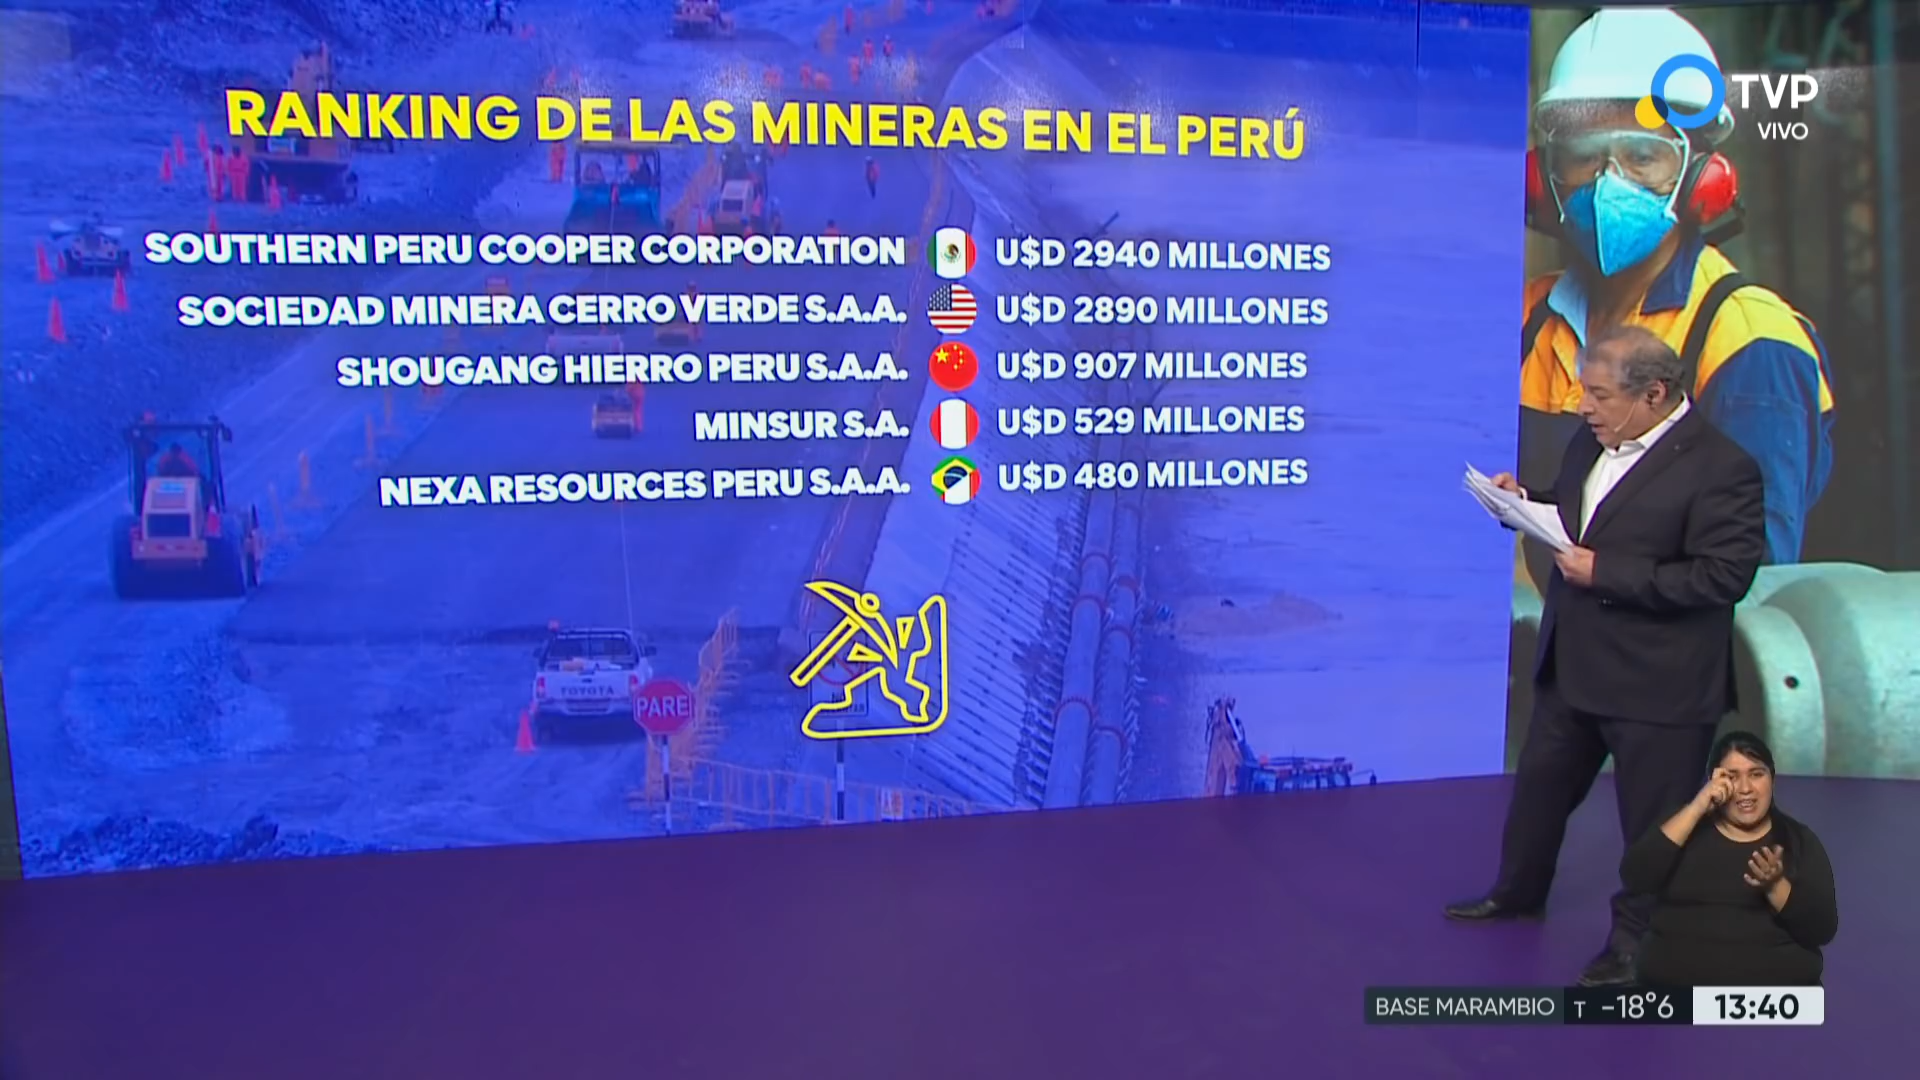 RANKING DE LAS MINERAS EN EL PERÚ
SOUTHERN PERU COOPER CORPORATION U$D 2940 MILLONES
SOCIEDAD MINERA CERRO VERDE S.A.A. U$D 2890 MILLONES
SHOUGANG HIERRO PERU S.A.A. U$D 907 MILLONES
MINSUR S.A. U$D 529 MILLONES
NEXA RESOURCES PERU S.A.A. U$D 480 MILLONES
TOYOTA
PARE
TVP
VIVO
BASE MARAMBIO T -18°6 13:40